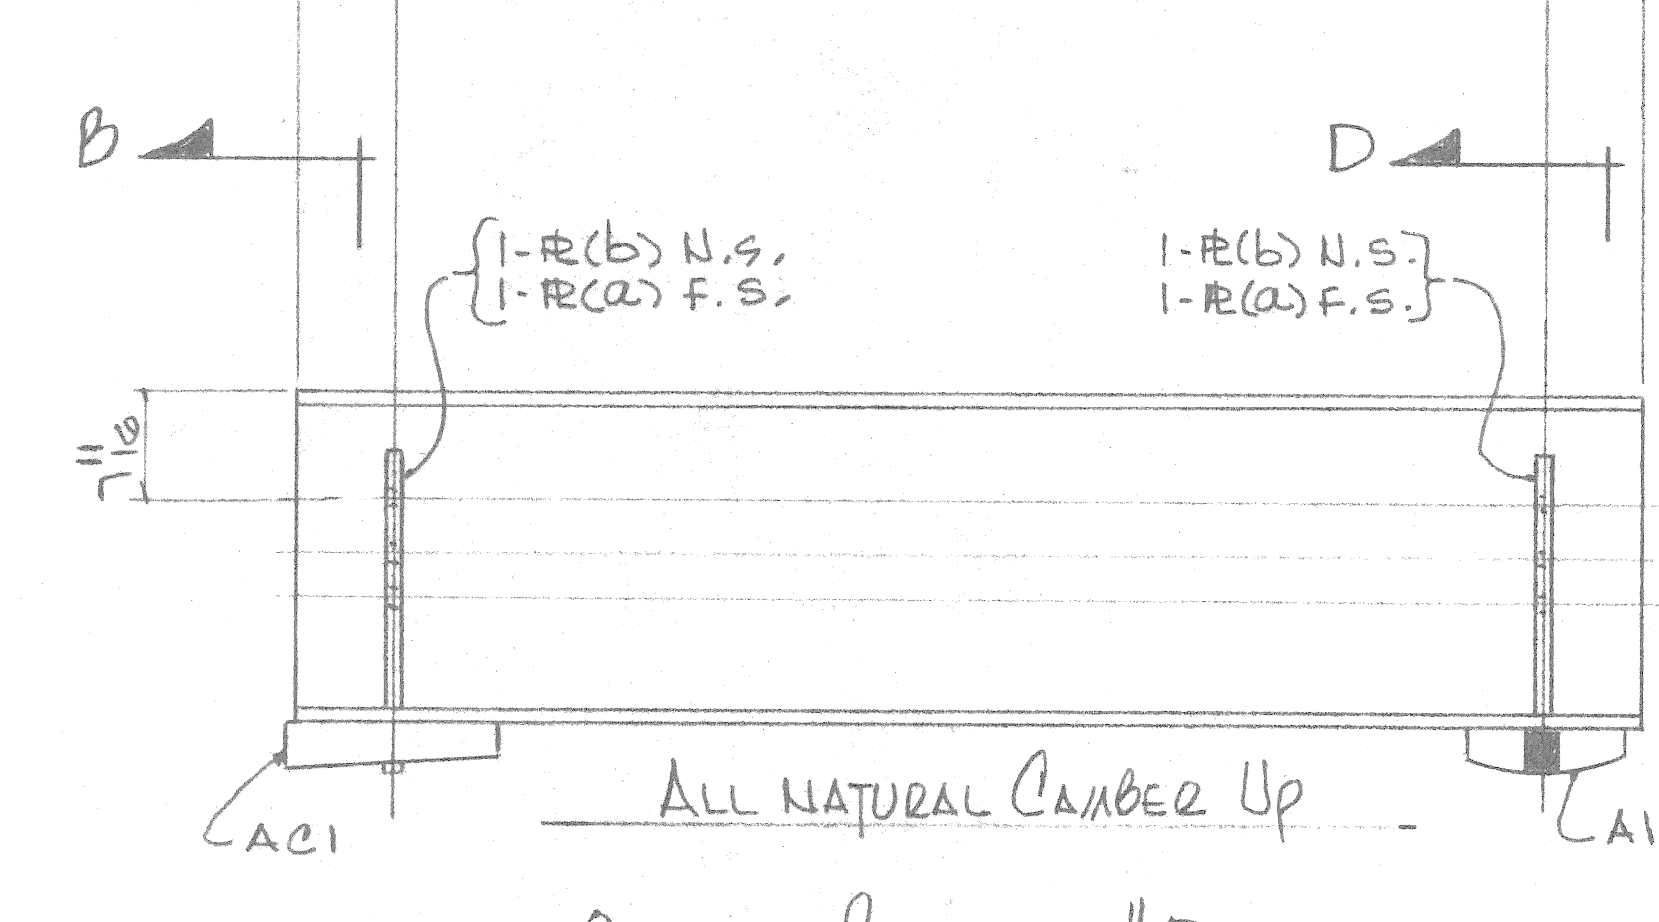 B
D
1-PL(b) N.S.
1-PL(a) F.S.
1-PL(b) N.S.
1-PL(a) F.S.
ALL NATURAL CAMBER UP
AC1
A1